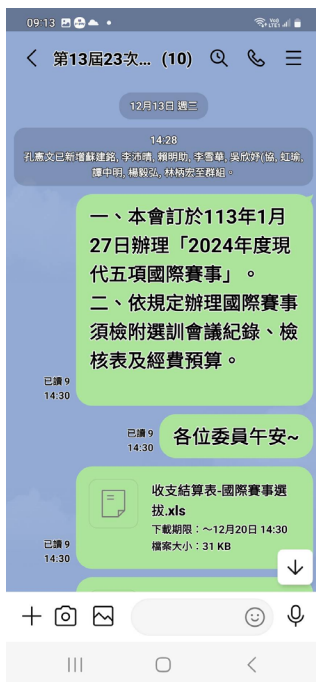 09:13
第13屆23次... (10)
12月13日 週三
14:28
孔憲文已新增蘇建銘, 李沛晴, 賴明助, 李雪華, 吳欣妤(協, 虹瑜,
譚中明, 楊毅弘, 林柄宏至群組。
一、本會訂於113年1月
27日辦理「2024年度現
代五項國際賽事」。
二、依規定辦理國際賽事
須檢附選訓會議紀錄、檢
核表及經費預算。
已讀 9
14:30
各位委員午安~
已讀 9
14:30
收支結算表-國際賽事選
拔.xls
下載期限：～12月20日 14:30
檔案大小：31 KB
已讀 9
14:30